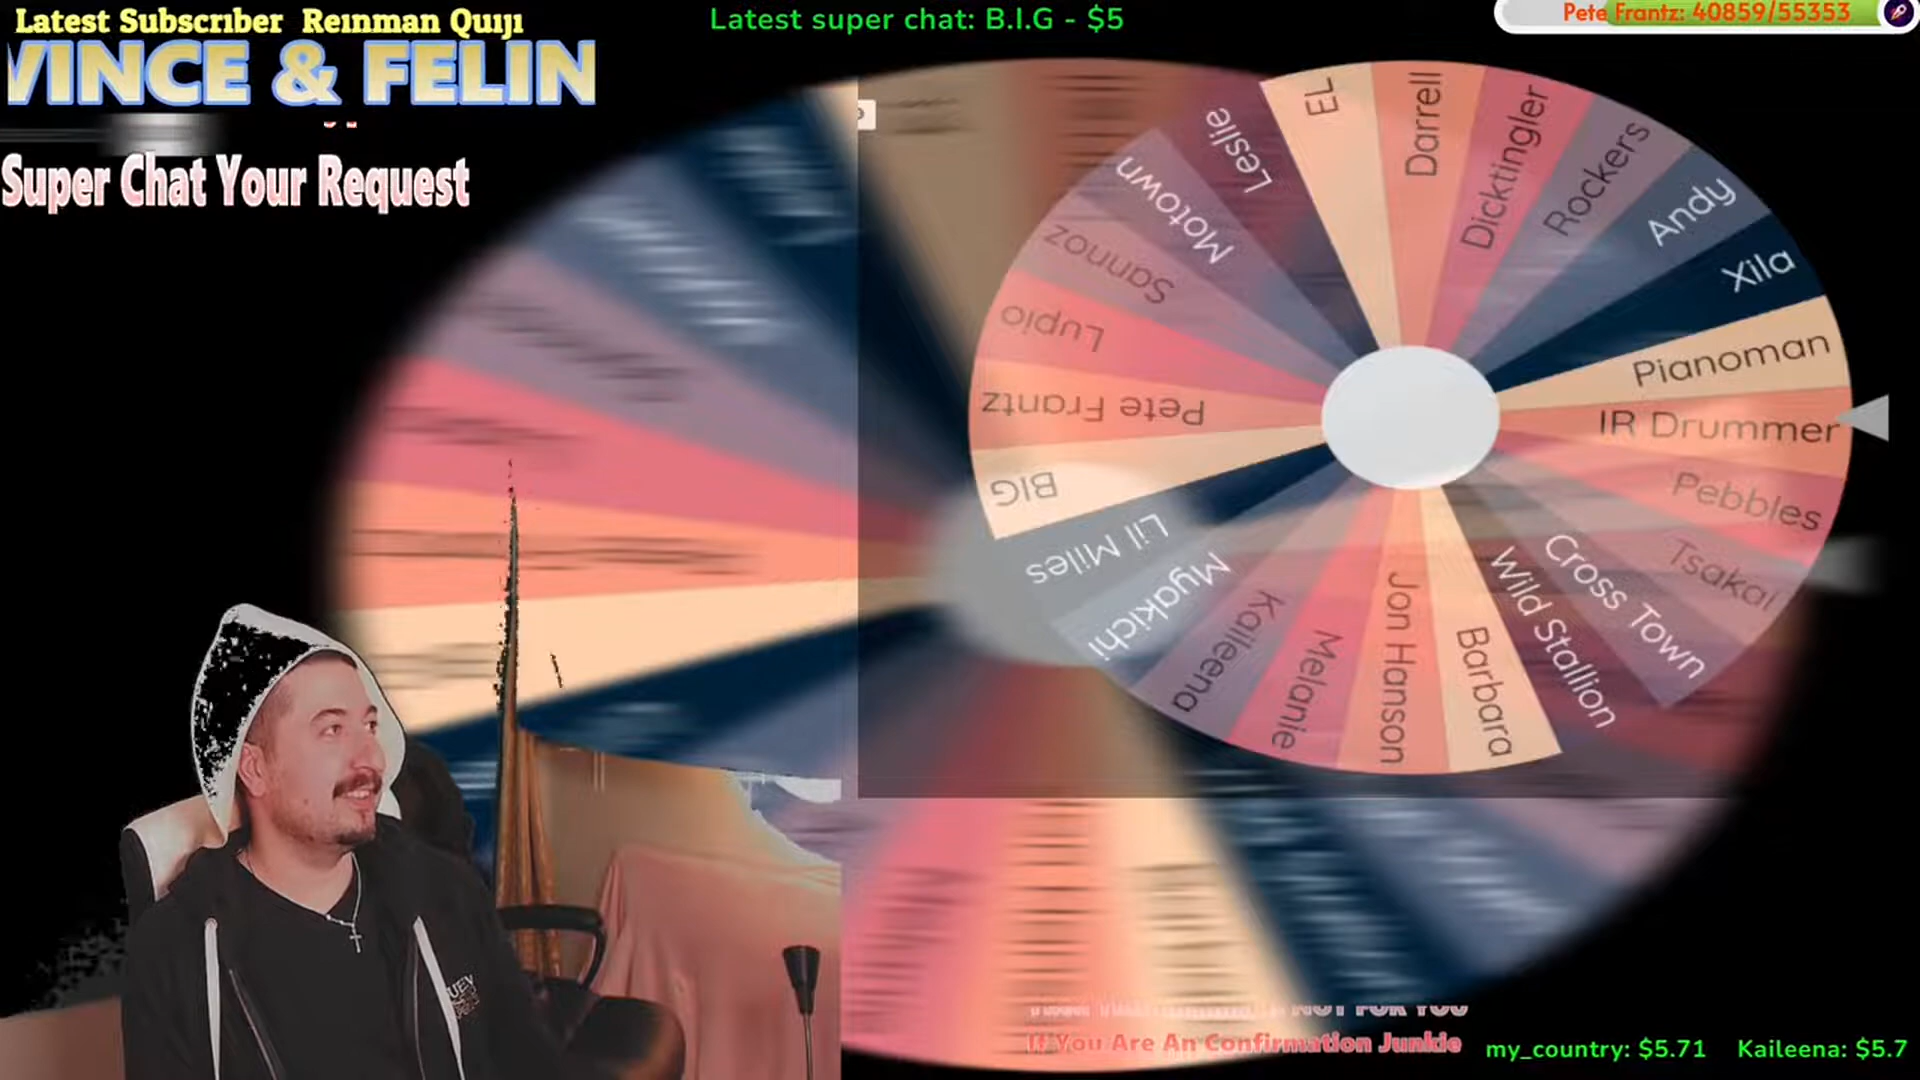 Latest Subscriber Reinman Quiji
VINCE & FELIN
Super Chat Your Request
Latest super chat: B.I.G - $5
Pete Frantz: 40859/55353
EL
Darrell
Dicktingler
Rockers
Andy
Xila
Pianoman
IR Drummer
Pebbles
Tsakai
Cross Town
Wild Stallion
Barbara
Jon Hanson
Melanie
Kaileena
Myakichi
Lil Miles
BIG
Pete Frantz
Lupio
Sannoz
Motown
Leslie
NOT FOR YOU
If You Are An Confirmation Junkie
my_country: $5.71 Kaileena: $5.7